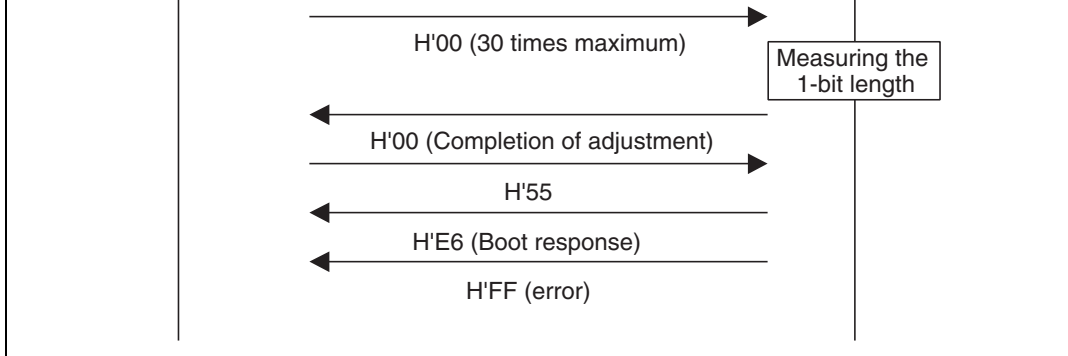 H'00 (30 times maximum)
Measuring the
1-bit length
H'00 (Completion of adjustment)
H'55
H'E6 (Boot response)
H'FF (error)